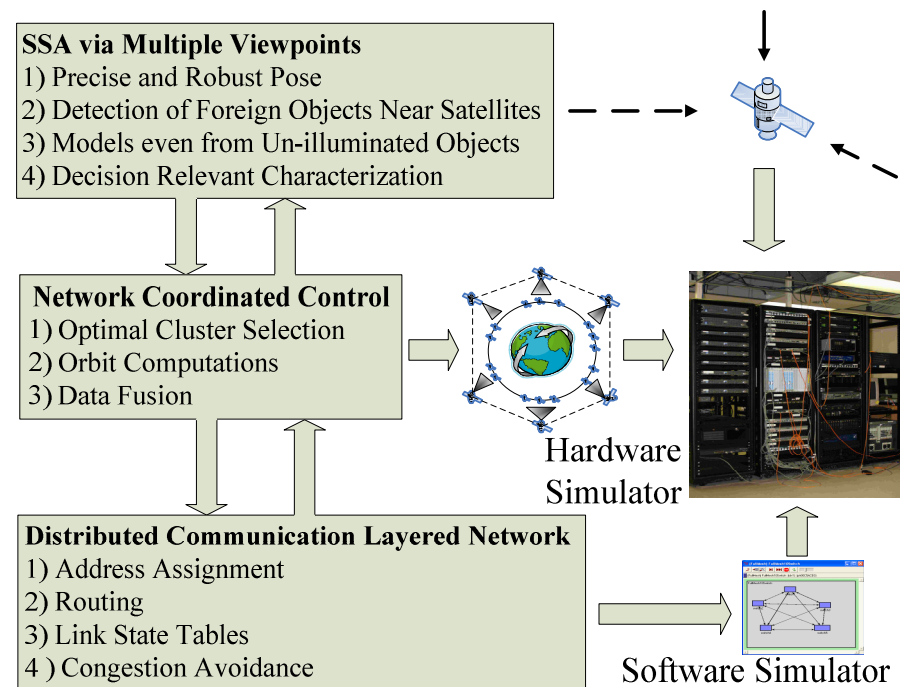 SSA via Multiple Viewpoints
1) Precise and Robust Pose
2) Detection of Foreign Objects Near Satellites
3) Models even from Un-illuminated Objects
4) Decision Relevant Characterization
Network Coordinated Control
1) Optimal Cluster Selection
2) Orbit Computations
3) Data Fusion
Hardware
Simulator
Distributed Communication Layered Network
1) Address Assignment
2) Routing
3) Link State Tables
4 ) Congestion Avoidance
Software Simulator